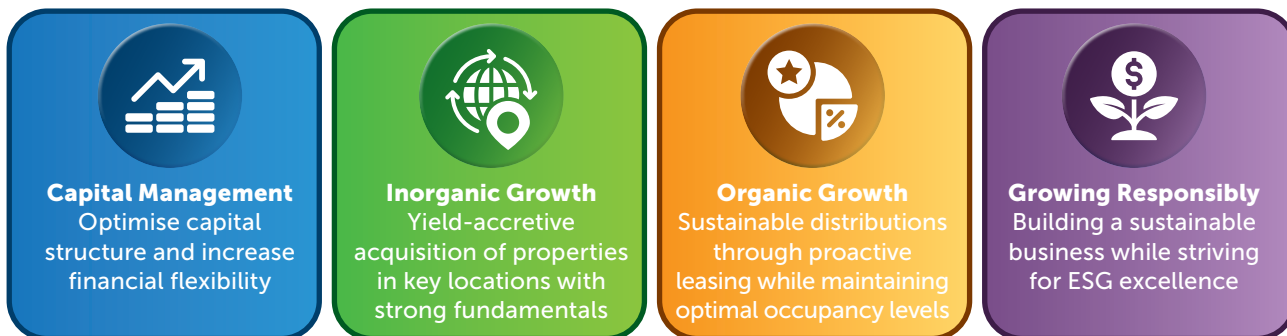 Capital Management
Optimise capital
structure and increase
financial flexibility
Inorganic Growth
Yield-accretive
acquisition of properties
in key locations with
strong fundamentals
Organic Growth
Sustainable distributions
through proactive
leasing while maintaining
optimal occupancy levels
Growing Responsibly
Building a sustainable
business while striving
for ESG excellence